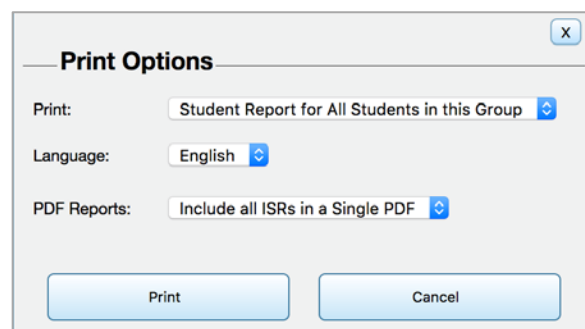 X
Print Options
Print: Student Report for All Students in this Group
Language: English
PDF Reports: Include all ISRs in a Single PDF
Print Cancel